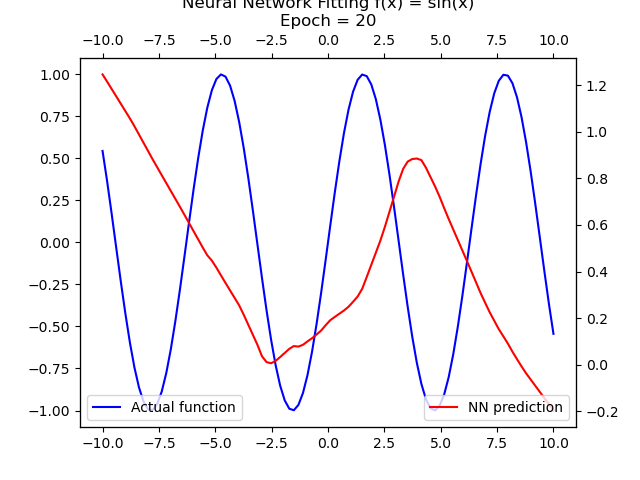 Neural Network Fitting f(x) = sin(x)
Epoch = 20
−10.0 −7.5 −5.0 −2.5 0.0 2.5 5.0 7.5 10.0
1.00
0.75
0.50
0.25
0.00
−0.25
−0.50
−0.75
−1.00
1.2
1.0
0.8
0.6
0.4
0.2
0.0
−0.2
Actual function
NN prediction
−10.0 −7.5 −5.0 −2.5 0.0 2.5 5.0 7.5 10.0